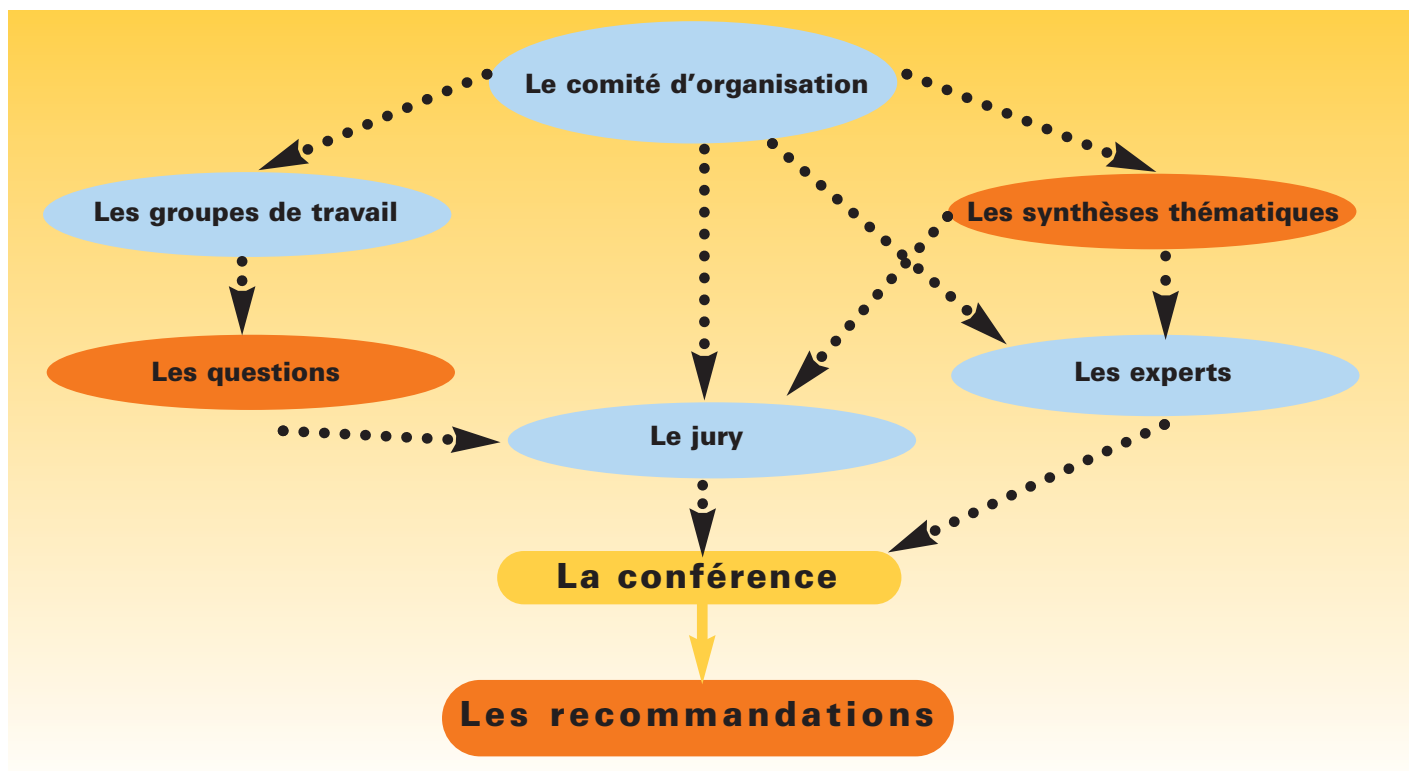 Le comité d'organisation
Les groupes de travail
Les synthèses thématiques
Les questions
Les experts
Le jury
La conférence
Les recommandations